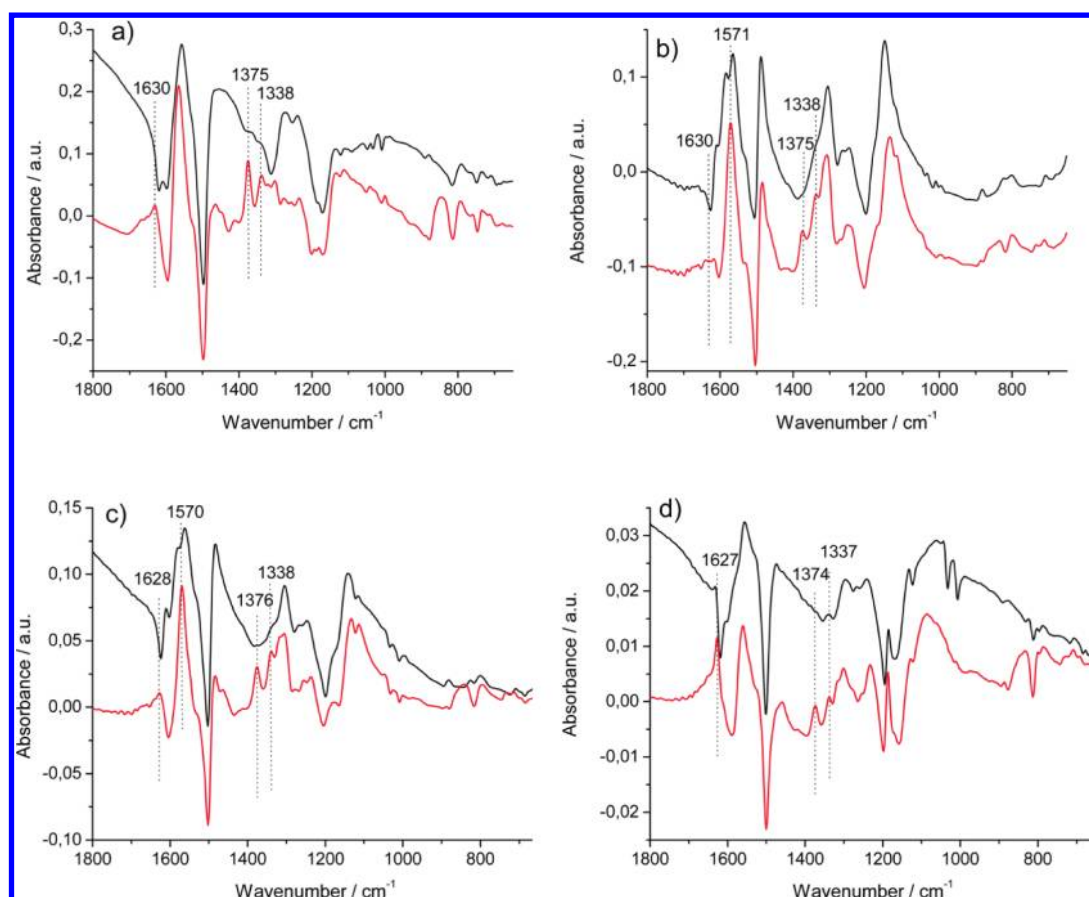 a)
0,3
0,2
0,1
0,0
-0,1
-0,2
1630
1375
1338
Absorbance / a.u.
1800 1600 1400 1200 1000 800
Wavenumber / cm⁻¹
b)
0,1
0,0
-0,1
-0,2
1571
1338
1630
1375
Absorbance / a.u.
1800 1600 1400 1200 1000 800
Wavenumber / cm⁻¹
c)
0,15
0,10
0,05
0,00
-0,05
-0,10
1570
1628
1376
1338
Absorbance / a.u.
1800 1600 1400 1200 1000 800
Wavenumber / cm⁻¹
d)
0,03
0,02
0,01
0,00
-0,01
-0,02
1627
1337
1374
Absorbance / a.u.
1800 1600 1400 1200 1000 800
Wavenumber / cm⁻¹